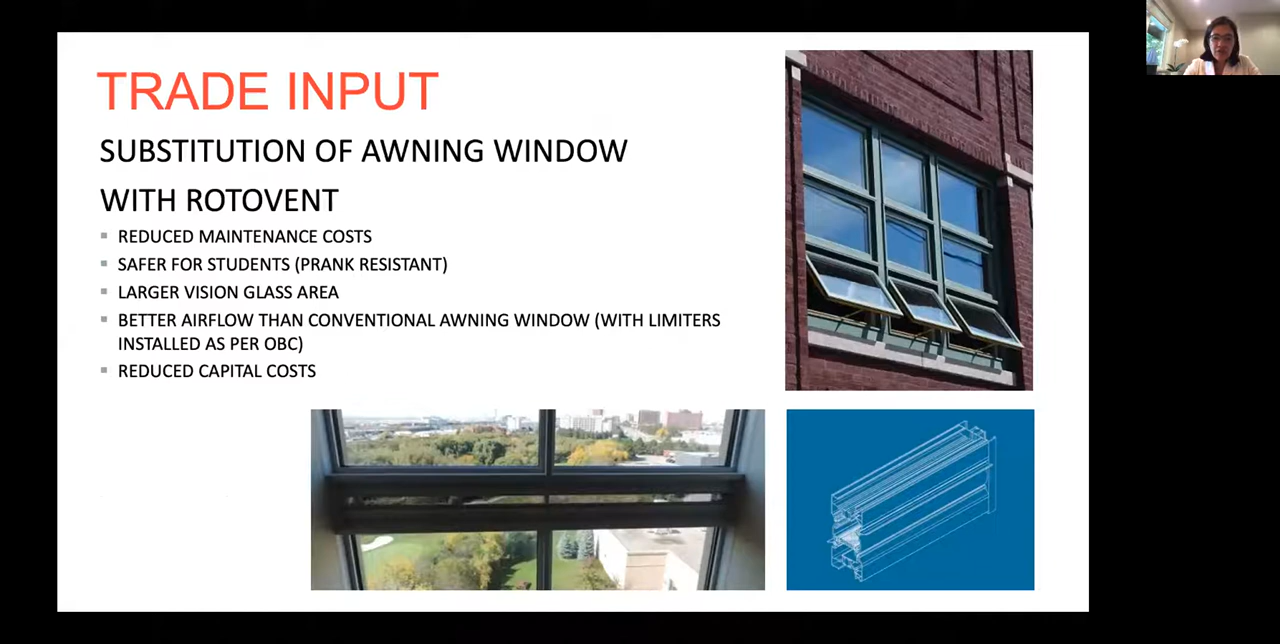 TRADE INPUT
SUBSTITUTION OF AWNING WINDOW
WITH ROTOVENT
▪ REDUCED MAINTENANCE COSTS
▪ SAFER FOR STUDENTS (PRANK RESISTANT)
▪ LARGER VISION GLASS AREA
▪ BETTER AIRFLOW THAN CONVENTIONAL AWNING WINDOW (WITH LIMITERS
INSTALLED AS PER OBC)
▪ REDUCED CAPITAL COSTS